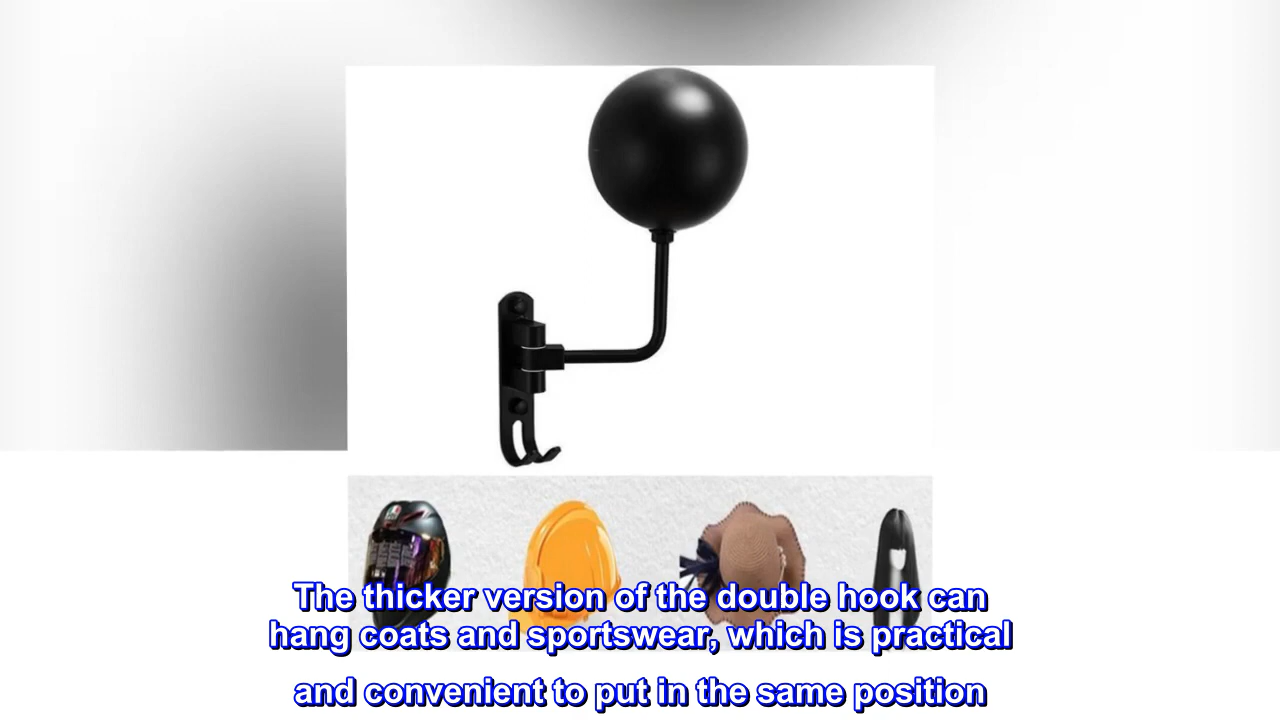 The thicker version of the double hook can
hang coats and sportswear, which is practical
and convenient to put in the same position